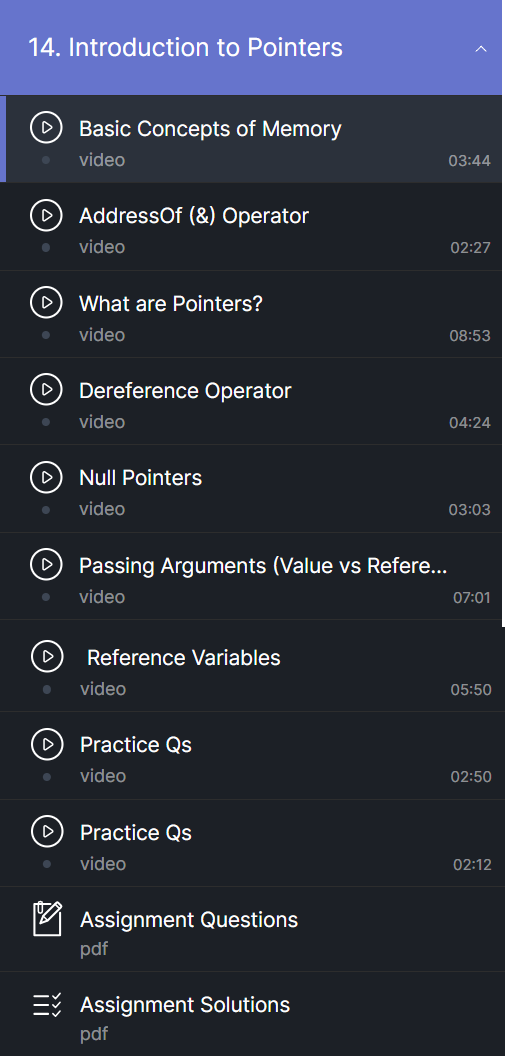 14. Introduction to Pointers
Basic Concepts of Memory
video
03:44
AddressOf (&) Operator
video
02:27
What are Pointers?
video
08:53
Dereference Operator
video
04:24
Null Pointers
video
03:03
Passing Arguments (Value vs Refere...
video
07:01
Reference Variables
video
05:50
Practice Qs
video
02:50
Practice Qs
video
02:12
Assignment Questions
pdf
Assignment Solutions
pdf